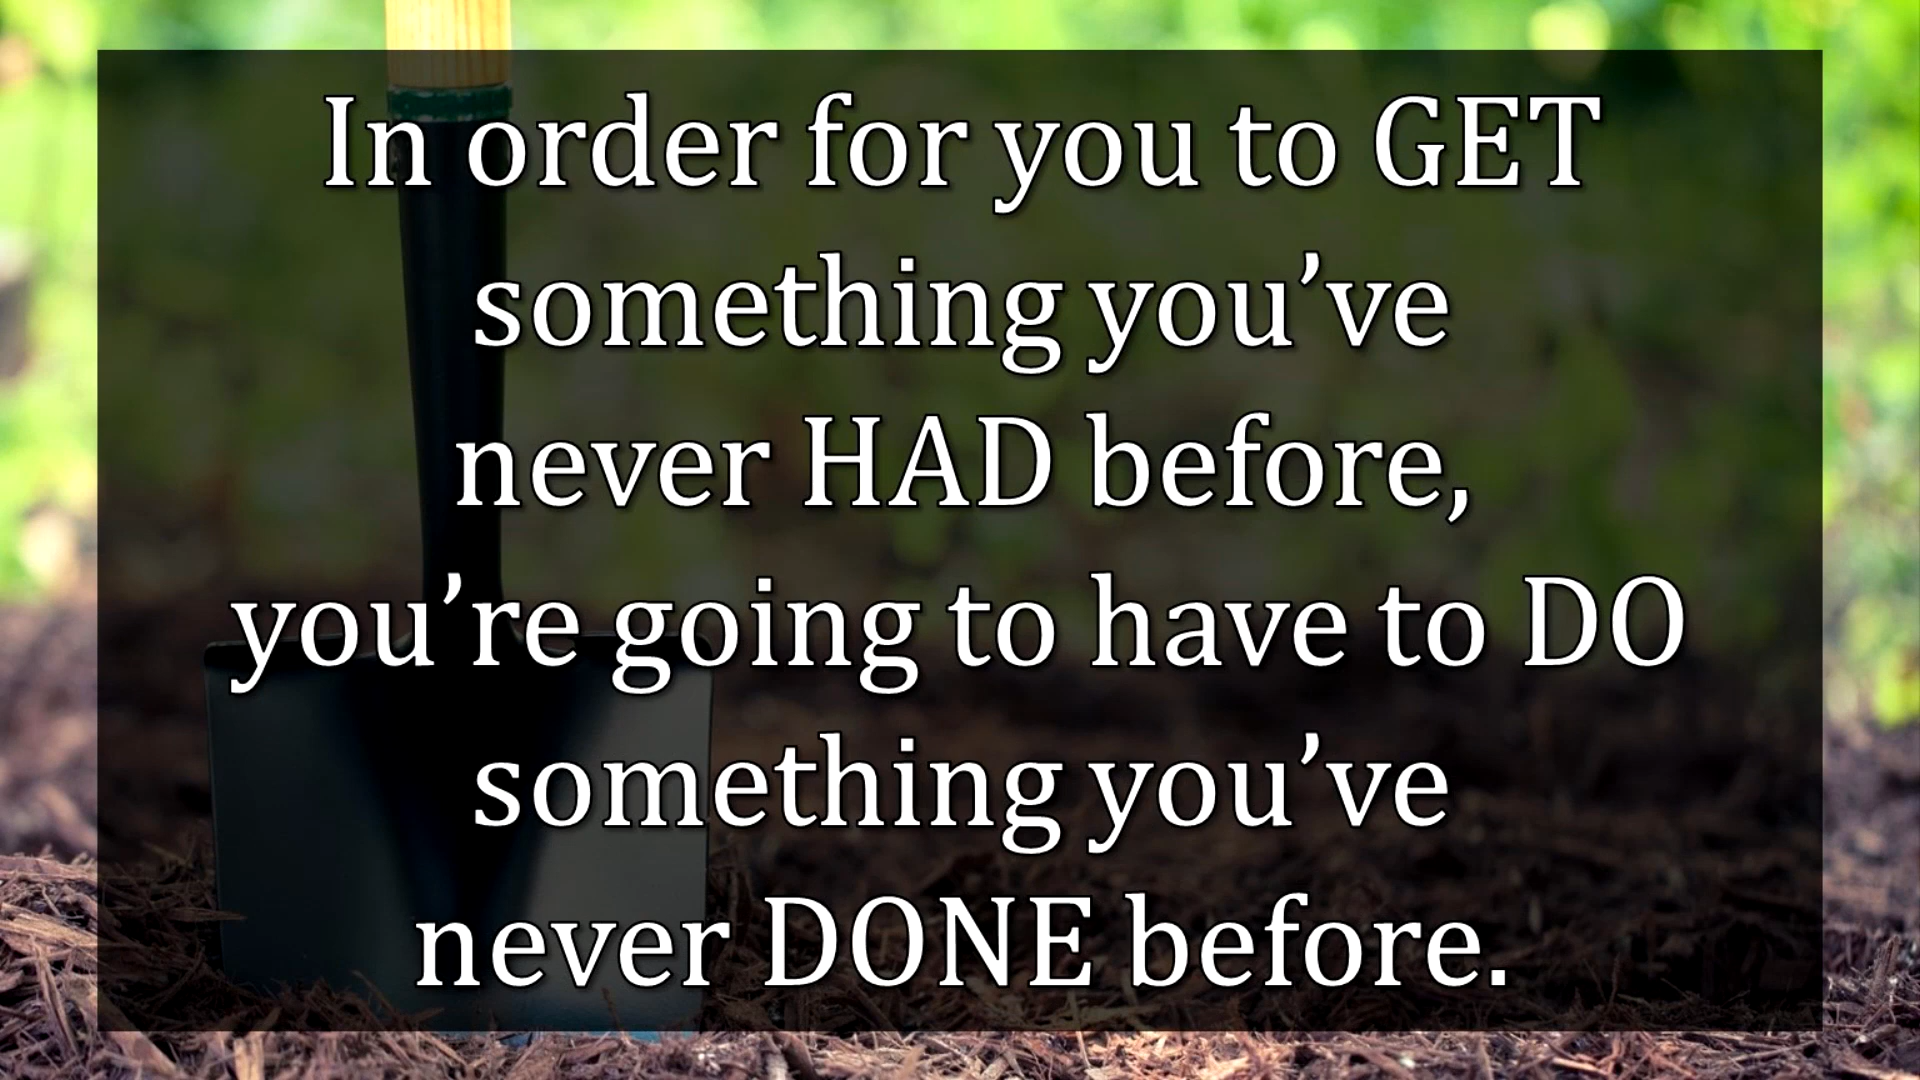 In order for you to GET
something you’ve
never HAD before,
you’re going to have to DO
something you’ve
never DONE before.